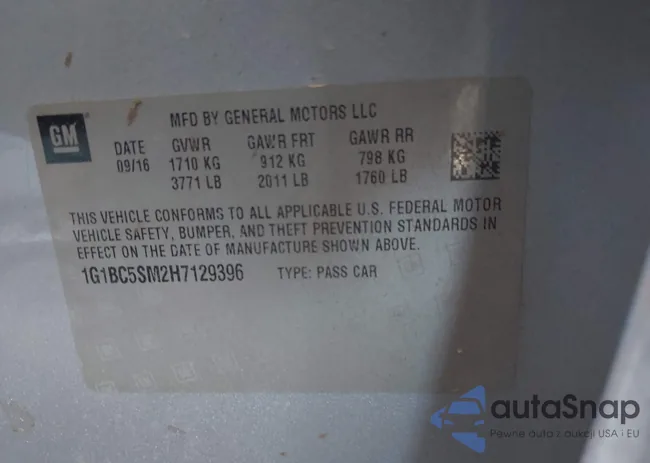 MFD BY GENERAL MOTORS LLC
GM
DATE GVWR GAWR FRT GAWR RR
09/16 1710 KG 912 KG 798 KG
3771 LB 2011 LB 1760 LB
THIS VEHICLE CONFORMS TO ALL APPLICABLE U.S. FEDERAL MOTOR
VEHICLE SAFETY, BUMPER, AND THEFT PREVENTION STANDARDS IN
EFFECT ON THE DATE OF MANUFACTURE SHOWN ABOVE.
1G1BC5SM2H7129396 TYPE: PASS CAR
autaSnap
Pewne auta z aukcji USA i EU